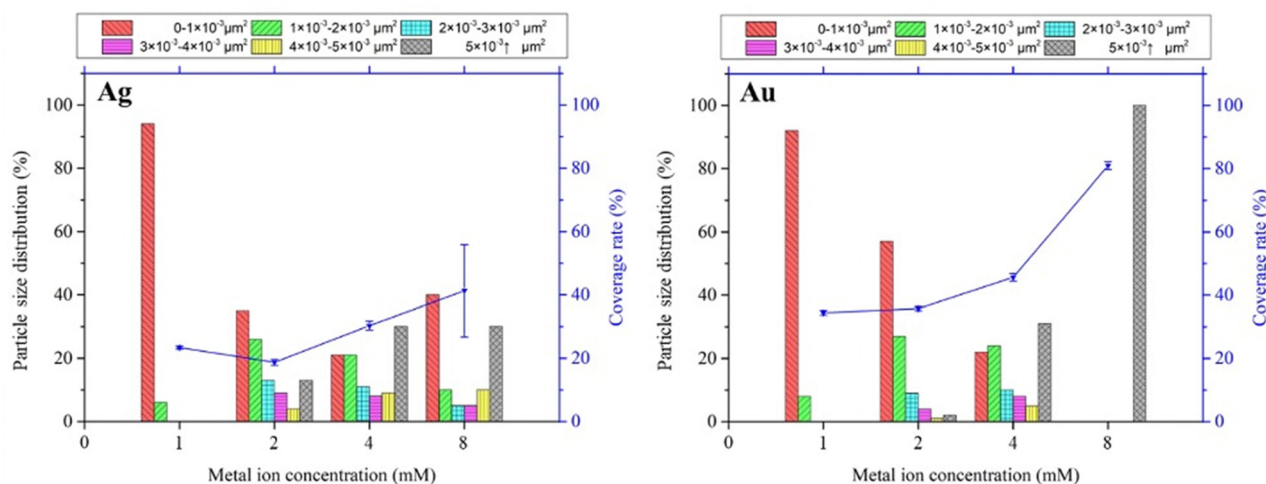 0-1×10⁻³μm² 1×10⁻³-2×10⁻³ μm² 2×10⁻³-3×10⁻³ μm²
3×10⁻³-4×10⁻³ μm² 4×10⁻³-5×10⁻³ μm² 5×10⁻³↑ μm²
Ag
Particle size distribution (%)
100
80
60
40
20
0
0 1 2 4 8
Metal ion concentration (mM)
100
80
60
40
20
0
Coverage rate (%)
0-1×10⁻³μm² 1×10⁻³-2×10⁻³ μm² 2×10⁻³-3×10⁻³ μm²
3×10⁻³-4×10⁻³ μm² 4×10⁻³-5×10⁻³ μm² 5×10⁻³↑ μm²
Au
Particle size distribution (%)
100
80
60
40
20
0
0 1 2 4 8
Metal ion concentration (mM)
100
80
60
40
20
0
Coverage rate (%)